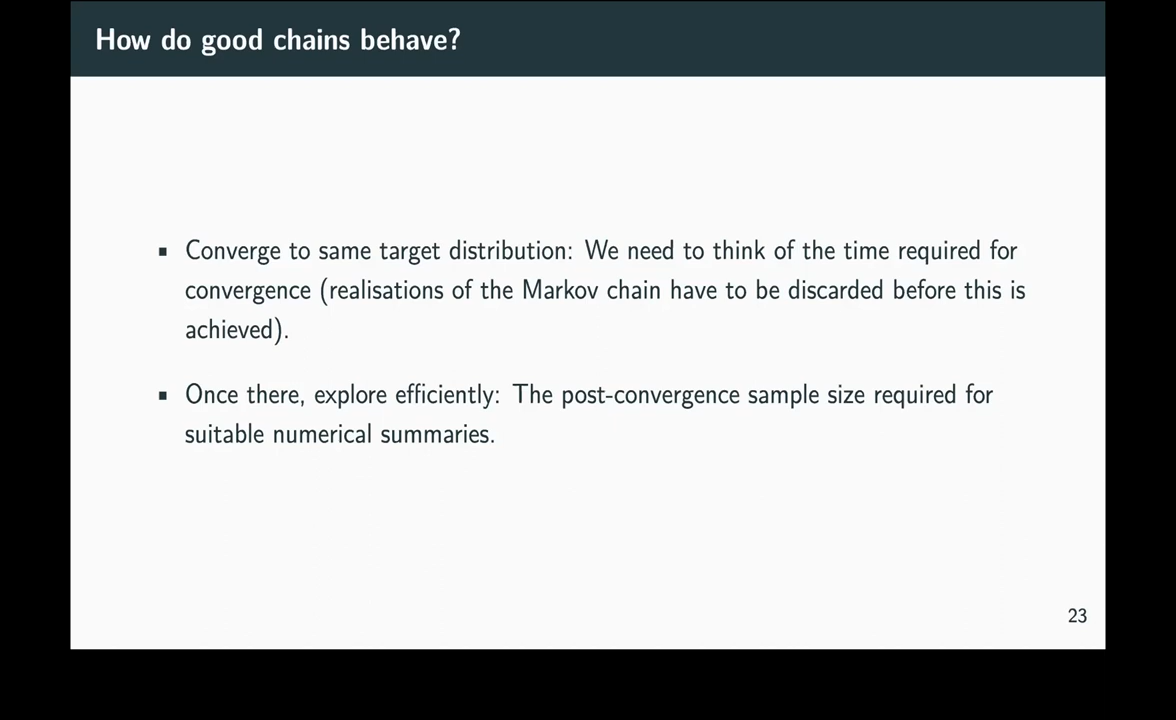 How do good chains behave?
▪ Converge to same target distribution: We need to think of the time required for
convergence (realisations of the Markov chain have to be discarded before this is
achieved).
▪ Once there, explore efficiently: The post-convergence sample size required for
suitable numerical summaries.
23